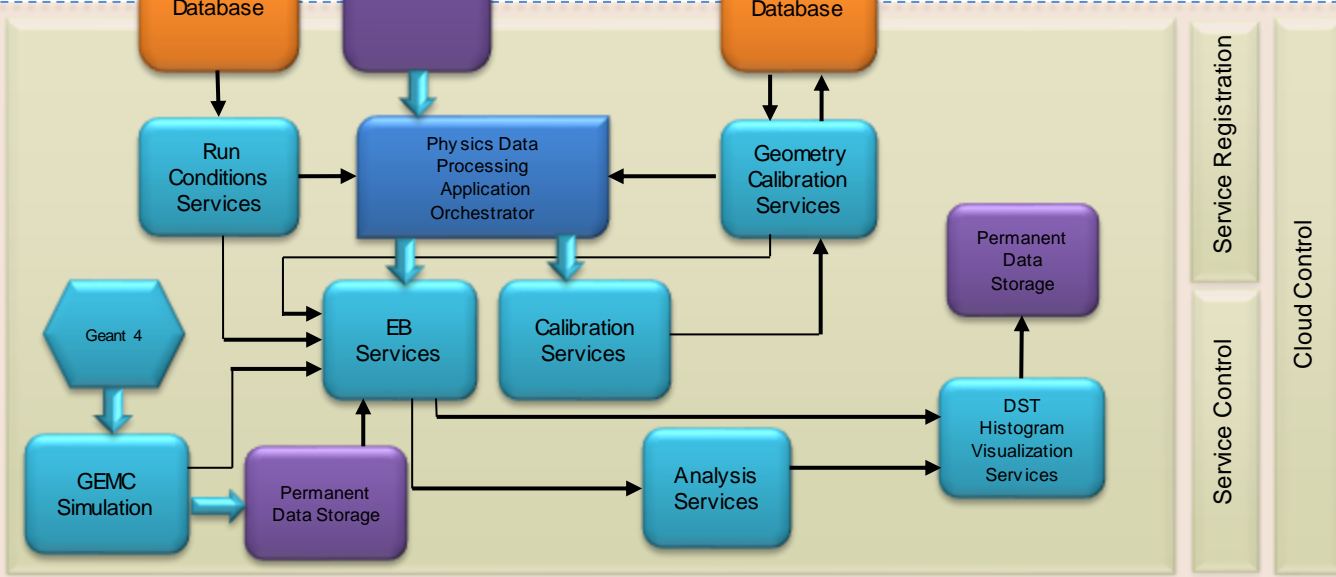 Database
Database
Run
Conditions
Services
Physics Data
Processing
Application
Orchestrator
Geometry
Calibration
Services
Service Registration
Permanent
Data
Storage
Cloud Control
Geant 4
EB
Services
Calibration
Services
DST
Histogram
Visualization
Services
Service Control
GEMC
Simulation
Permanent
Data Storage
Analysis
Services